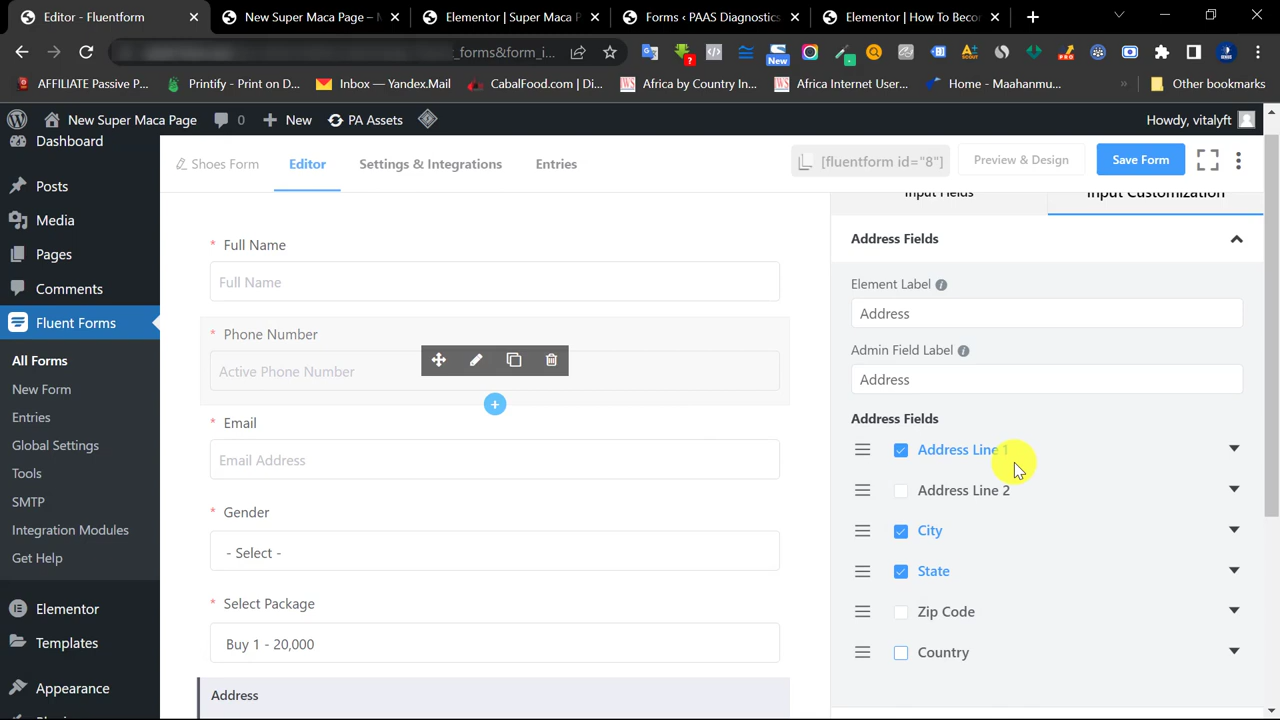 Editor - Fluentform
New Super Maca Page –
Elementor | Super Maca P
Forms ‹ PAAS Diagnostics
Elementor | How To Becor
_forms&form_i...
New
PRO
AFFILIATE Passive P...
Printify - Print on D...
Inbox — Yandex.Mail
CabalFood.com | Di...
Africa by Country In...
Africa Internet User...
Home - Maahanmu...
Other bookmarks
New Super Maca Page
0
New
PA Assets
Howdy, vitalyft
Dashboard
Posts
Media
Pages
Comments
Fluent Forms
All Forms
New Form
Entries
Global Settings
Tools
SMTP
Integration Modules
Get Help
Elementor
Templates
Appearance
Shoes Form
Editor
Settings & Integrations
Entries
[fluentform id="8"]
Preview & Design
Save Form
* Full Name
Full Name
* Phone Number
Active Phone Number
* Email
Email Address
* Gender
- Select -
* Select Package
Buy 1 - 20,000
Address
Input Fields
Input Customization
Address Fields
Element Label
Address
Admin Field Label
Address
Address Fields
Address Line 1
Address Line 2
City
State
Zip Code
Country